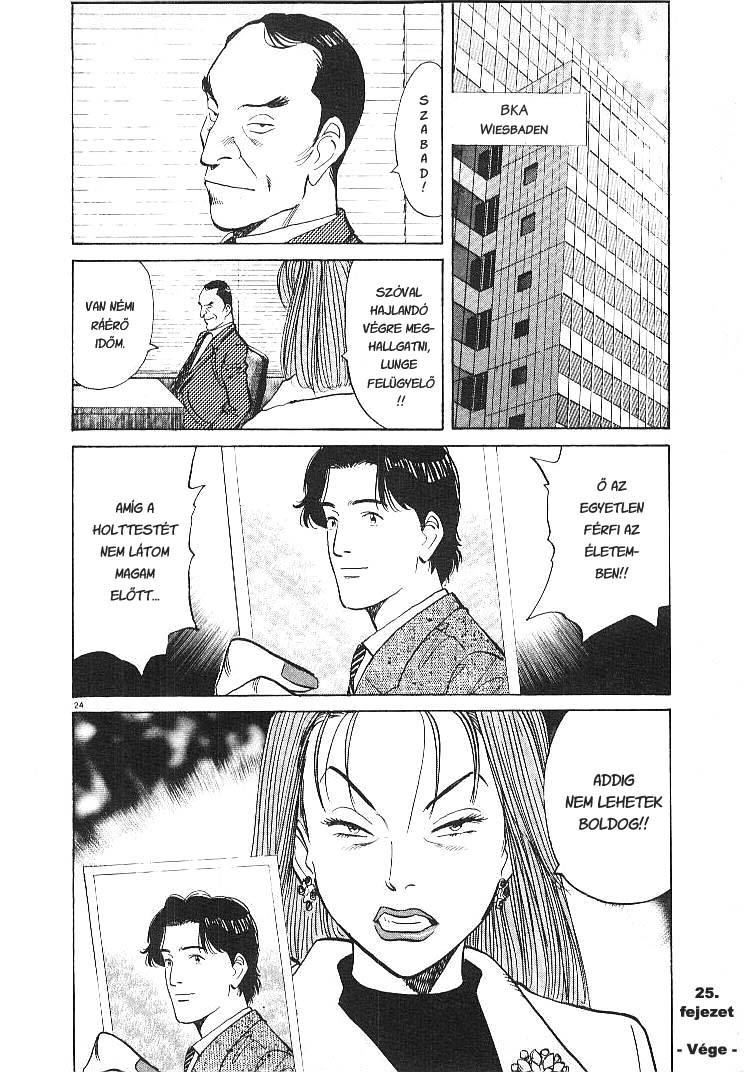 BKA
WIESBADEN
SZABAD!
SZÓVAL
HAJLANDÓ
VÉGRE MEG-
HALLGATNI,
LUNGE
FELÜGYELŐ
!!
VAN NÉMI
RÁÉRŐ
IDŐM.
Ő AZ
EGYETLEN
FÉRFI AZ
ÉLETEM-
BEN!!
AMÍG A
HOLTTESTÉT
NEM LÁTOM
MAGAM
ELŐTT...
24
ADDIG
NEM LEHETEK
BOLDOG!!
25.
fejezet
- Vége -